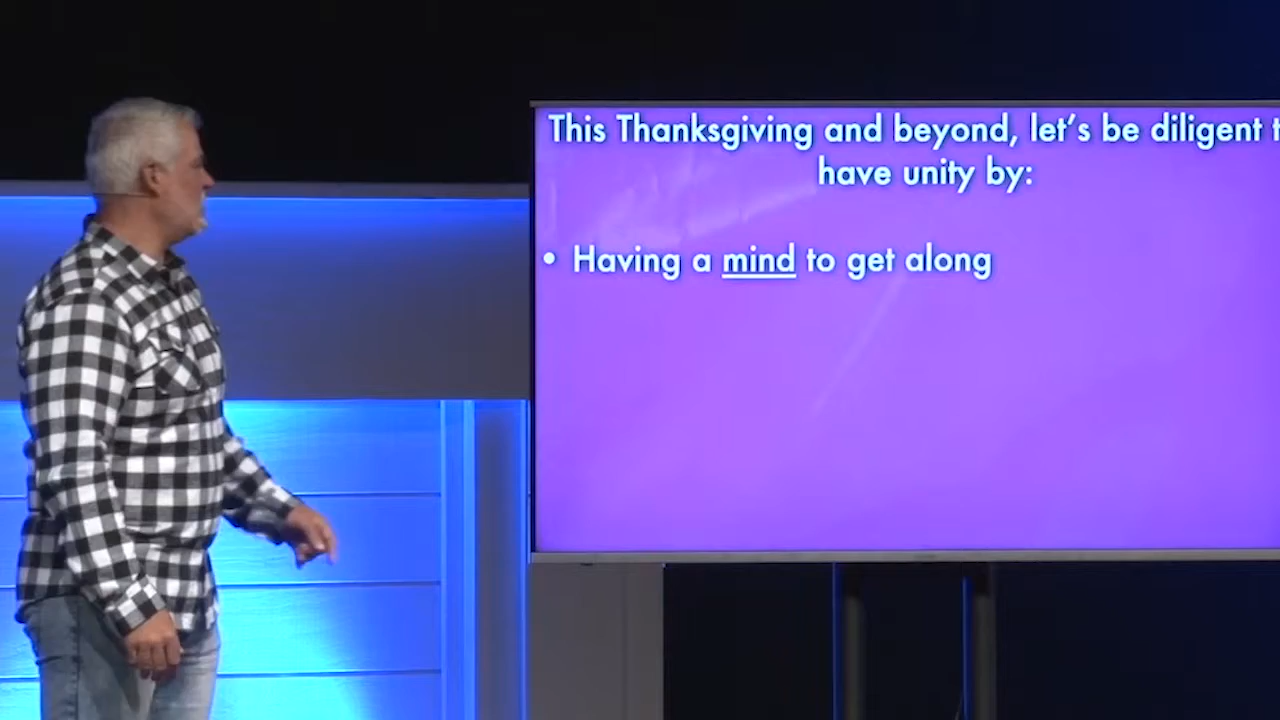 This Thanksgiving and beyond, let's be diligent t
have unity by:
• Having a mind to get along